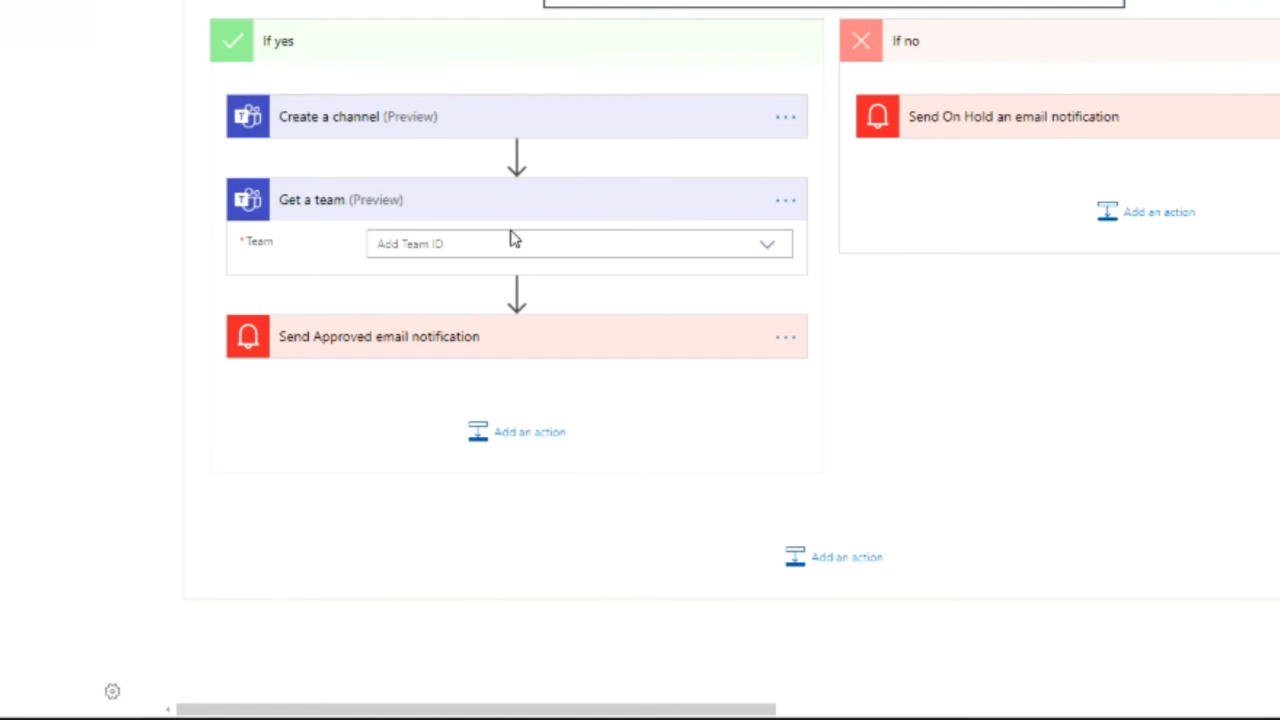 If yes
Create a channel (Preview)
Get a team (Preview)
* Team
Add Team ID
Send Approved email notification
Add an action
If no
Send On Hold an email notification
Add an action
Add an action